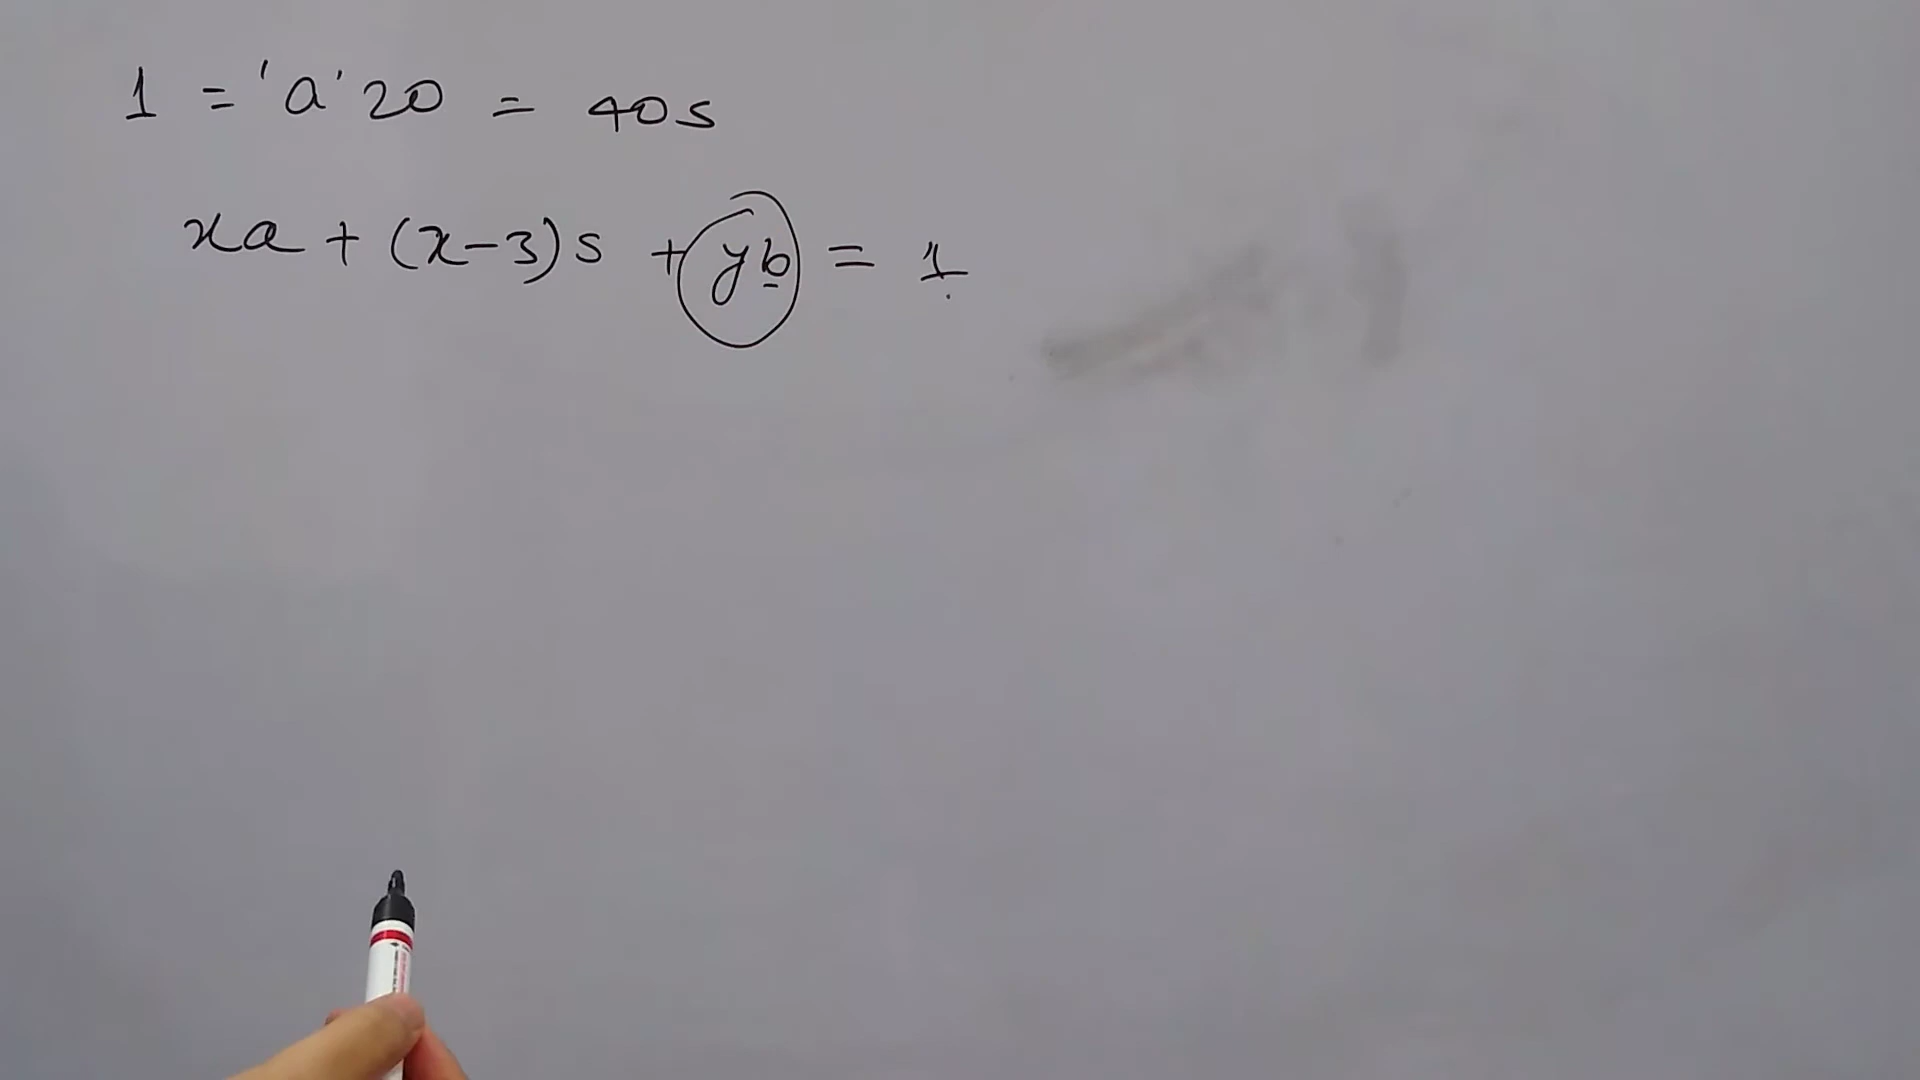 1 = 'a' 20 = 40s
xa + (x-3)s + yb = 1